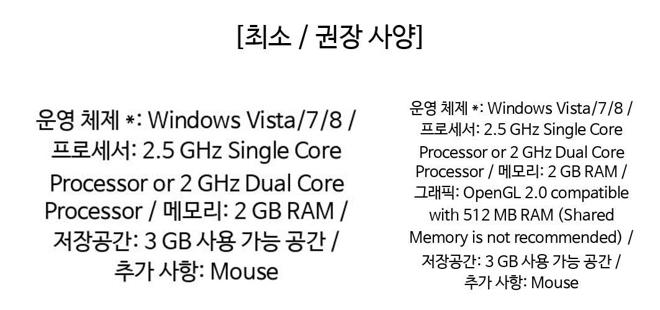 [최소 / 권장 사양]
운영 체제 *: Windows Vista/7/8 /
프로세서: 2.5 GHz Single Core
Processor or 2 GHz Dual Core
Processor / 메모리: 2 GB RAM /
저장공간: 3 GB 사용 가능 공간 /
추가 사항: Mouse
운영 체제 *: Windows Vista/7/8 /
프로세서: 2.5 GHz Single Core
Processor or 2 GHz Dual Core
Processor / 메모리: 2 GB RAM /
그래픽: OpenGL 2.0 compatible
with 512 MB RAM (Shared
Memory is not recommended) /
저장공간: 3 GB 사용 가능 공간 /
추가 사항: Mouse